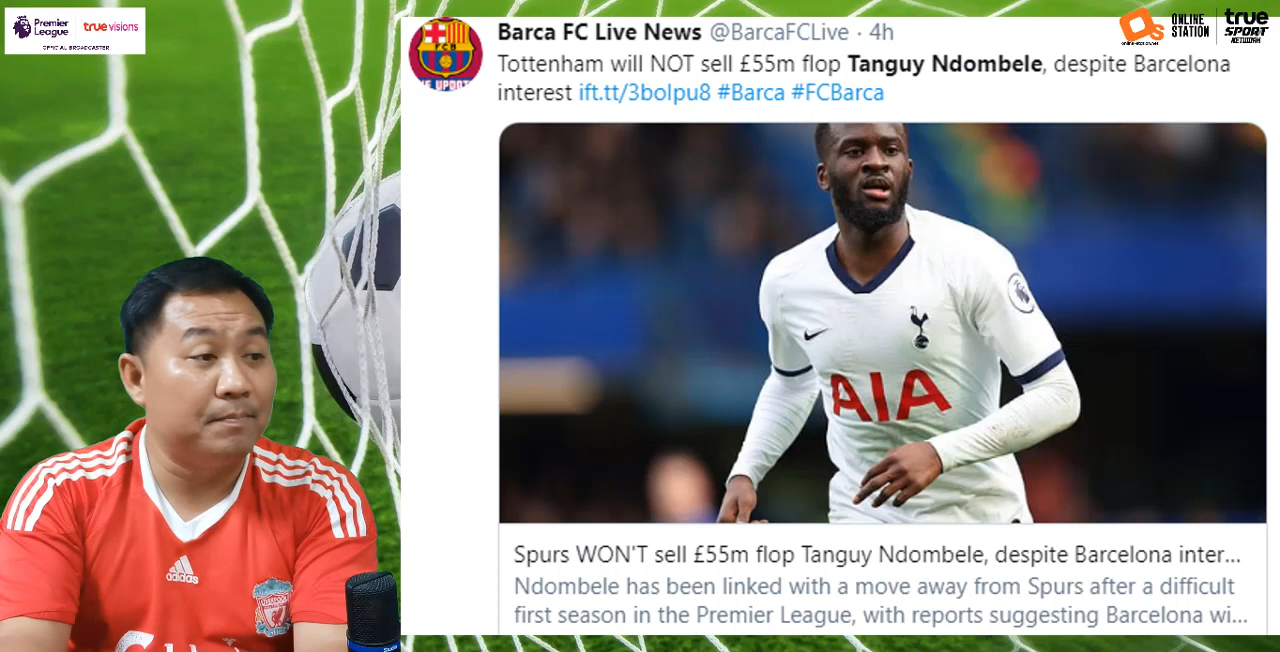 Premier League
true visions
OFFICIAL BROADCASTER
Barca FC Live News @BarcaFCLive · 4h
Tottenham will NOT sell £55m flop Tanguy Ndombele, despite Barcelona
interest ift.tt/3bolpu8 #Barca #FCBarca
FCB
OS
ONLINE
STATION
true
SPORT
NETWORK
AIA
adidas
Spurs WON'T sell £55m flop Tanguy Ndombele, despite Barcelona inter...
Ndombele has been linked with a move away from Spurs after a difficult
first season in the Premier League, with reports suggesting Barcelona wi...